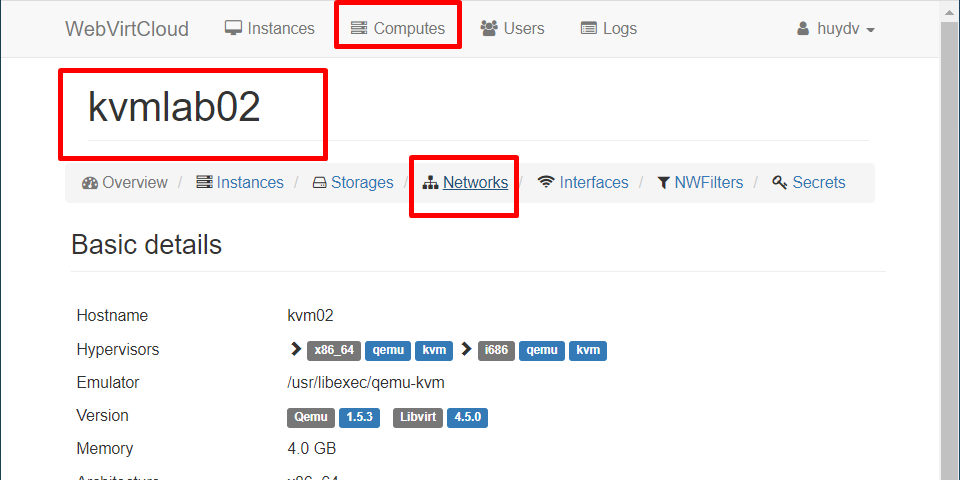 WebVirtCloud Instances Computes Users Logs huydv
kvmlab02
Overview / Instances / Storages / Networks / Interfaces / NWFilters / Secrets
Basic details
Hostname kvm02
Hypervisors x86_64 qemu kvm i686 qemu kvm
Emulator /usr/libexec/qemu-kvm
Version Qemu 1.5.3 Libvirt 4.5.0
Memory 4.0 GB
Architecture x86_64